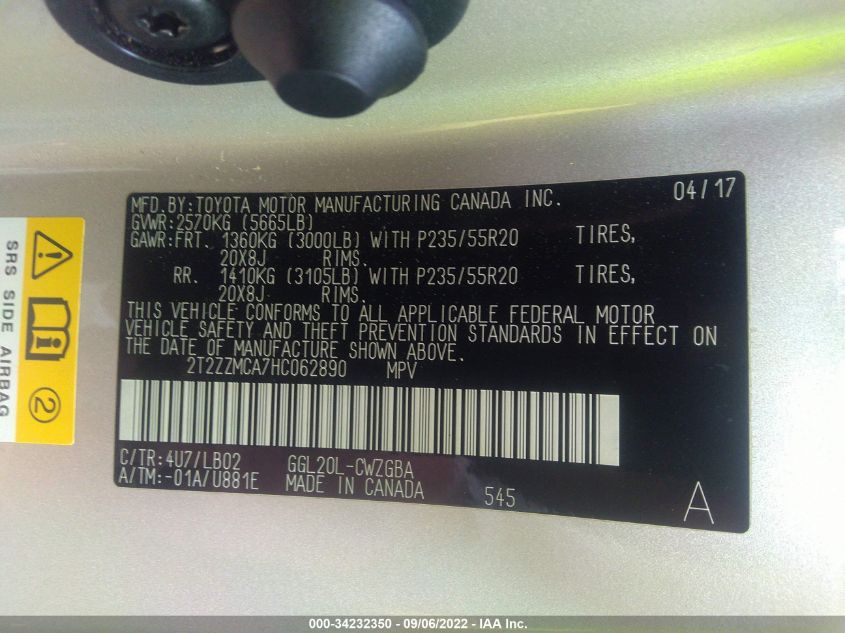 MFD. BY: TOYOTA MOTOR MANUFACTURING CANADA INC. 04/17
GVWR: 2570KG (5665LB)
GAWR: FRT. 1360KG (3000LB) WITH P235/55R20 TIRES,
20X8J RIMS.
RR. 1410KG (3105LB) WITH P235/55R20 TIRES,
20X8J RIMS.
THIS VEHICLE CONFORMS TO ALL APPLICABLE FEDERAL MOTOR
VEHICLE SAFETY AND THEFT PREVENTION STANDARDS IN EFFECT ON
THE DATE OF MANUFACTURE SHOWN ABOVE.
2T2ZZMCA7HC062890 MPV
C/TR: 4U7/LB02 GGL20L-CWZGBA
A/TM: -01A/U881E MADE IN CANADA 545 A
SRS SIDE AIRBAG
2
000-34232350 - 09/06/2022 - IAA Inc.